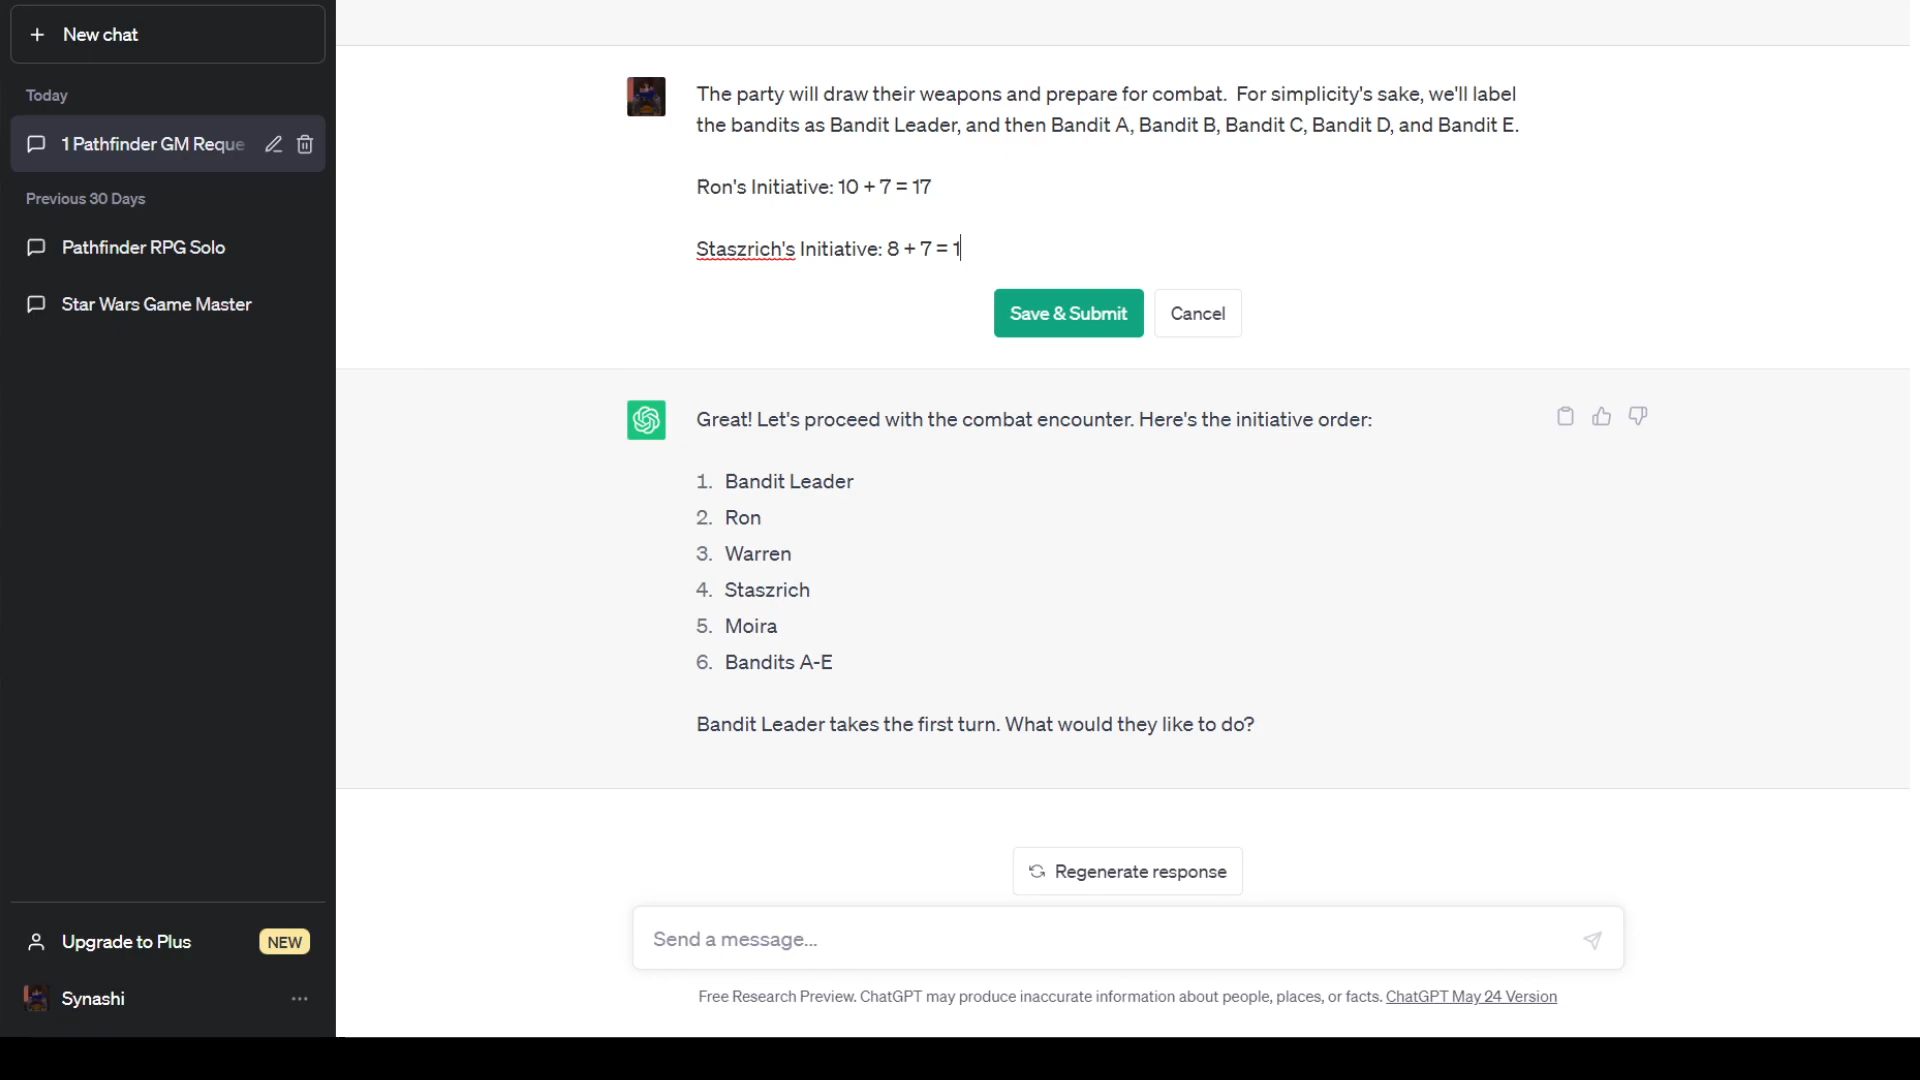 New chat
Today
1 Pathfinder GM Reque
Previous 30 Days
Pathfinder RPG Solo
Star Wars Game Master
Upgrade to Plus
NEW
Synashi
The party will draw their weapons and prepare for combat.  For simplicity's sake, we'll label
the bandits as Bandit Leader, and then Bandit A, Bandit B, Bandit C, Bandit D, and Bandit E.
Ron's Initiative: 10 + 7 = 17
Staszrich's Initiative: 8 + 7 = 1
Save & Submit
Cancel
Great! Let's proceed with the combat encounter. Here's the initiative order:
1. Bandit Leader
2. Ron
3. Warren
4. Staszrich
5. Moira
6. Bandits A-E
Bandit Leader takes the first turn. What would they like to do?
Regenerate response
Send a message...
Free Research Preview. ChatGPT may produce inaccurate information about people, places, or facts. ChatGPT May 24 Version